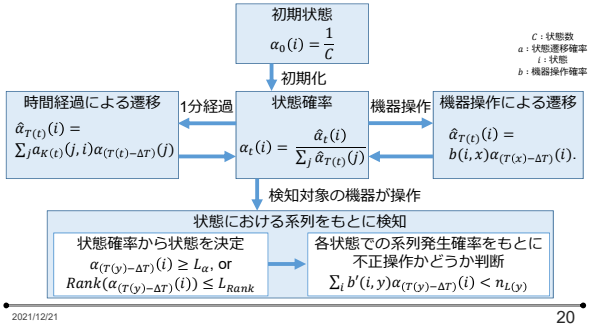 初期状態
α₀(i) = 1/C
C：状態数
a：状態遷移確率
i：状態
b：機器操作確率
初期化
時間経過による遷移
α̂_{T(t)}(i) =
∑_j a_{K(t)}(j, i)α_{(T(t)−ΔT)}(j)
1分経過
状態確率
α_t(i) = α̂_t(i) / ∑_j α̂_{T(t)}(j)
機器操作
機器操作による遷移
α̂_{T(t)}(i) =
b(i, x)α_{(T(x)−ΔT)}(i).
検知対象の機器が操作
状態における系列をもとに検知
状態確率から状態を決定
α_{(T(y)−ΔT)}(i) ≥ L_α, or
Rank(α_{(T(y)−ΔT)}(i)) ≤ L_{Rank}
各状態での系列発生確率をもとに
不正操作かどうか判断
∑_i b′(i, y)α_{(T(y)−ΔT)}(i) < n_{L(y)}
2021/12/21
20